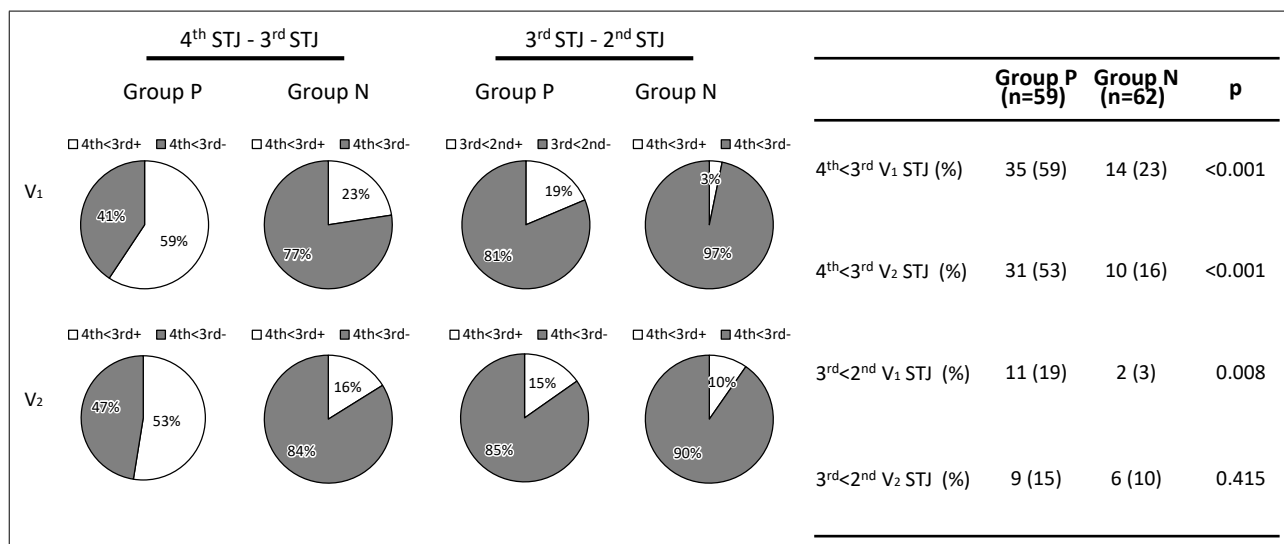 4th STJ - 3rd STJ 3rd STJ - 2nd STJ
Group P Group N Group P Group N
4th<3rd+ 4th<3rd- 4th<3rd+ 4th<3rd- 3rd<2nd+ 3rd<2nd- 4th<3rd+ 4th<3rd-
V1
41% 59% 23% 77% 19% 81% 3% 97%
4th<3rd+ 4th<3rd- 4th<3rd+ 4th<3rd- 4th<3rd+ 4th<3rd- 4th<3rd+ 4th<3rd-
V2
47% 53% 16% 84% 15% 85% 10% 90%
Group P Group N p
(n=59) (n=62)
4th<3rd V1 STJ (%) 35 (59) 14 (23) <0.001
4th<3rd V2 STJ (%) 31 (53) 10 (16) <0.001
3rd<2nd V1 STJ (%) 11 (19) 2 (3) 0.008
3rd<2nd V2 STJ (%) 9 (15) 6 (10) 0.415